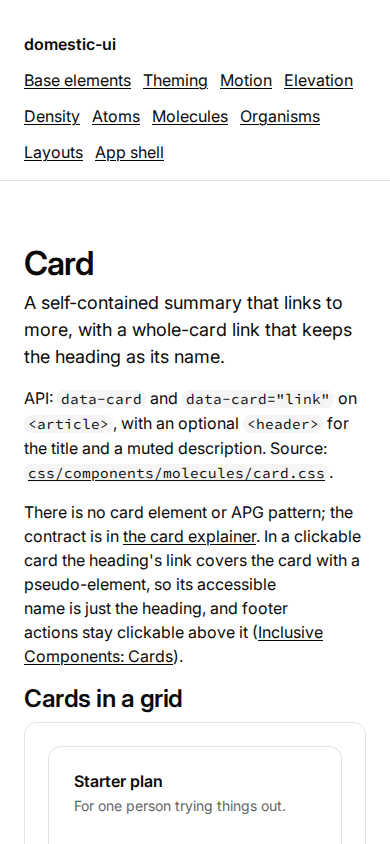 domestic-ui
Base elements Theming Motion Elevation
Density Atoms Molecules Organisms
Layouts App shell
Card
A self-contained summary that links to
more, with a whole-card link that keeps
the heading as its name.
API: data-card and data-card="link" on
<article>, with an optional <header> for
the title and a muted description. Source:
css/components/molecules/card.css.
There is no card element or APG pattern; the
contract is in the card explainer. In a clickable
card the heading's link covers the card with a
pseudo-element, so its accessible
name is just the heading, and footer
actions stay clickable above it (Inclusive
Components: Cards).
Cards in a grid
Starter plan
For one person trying things out.